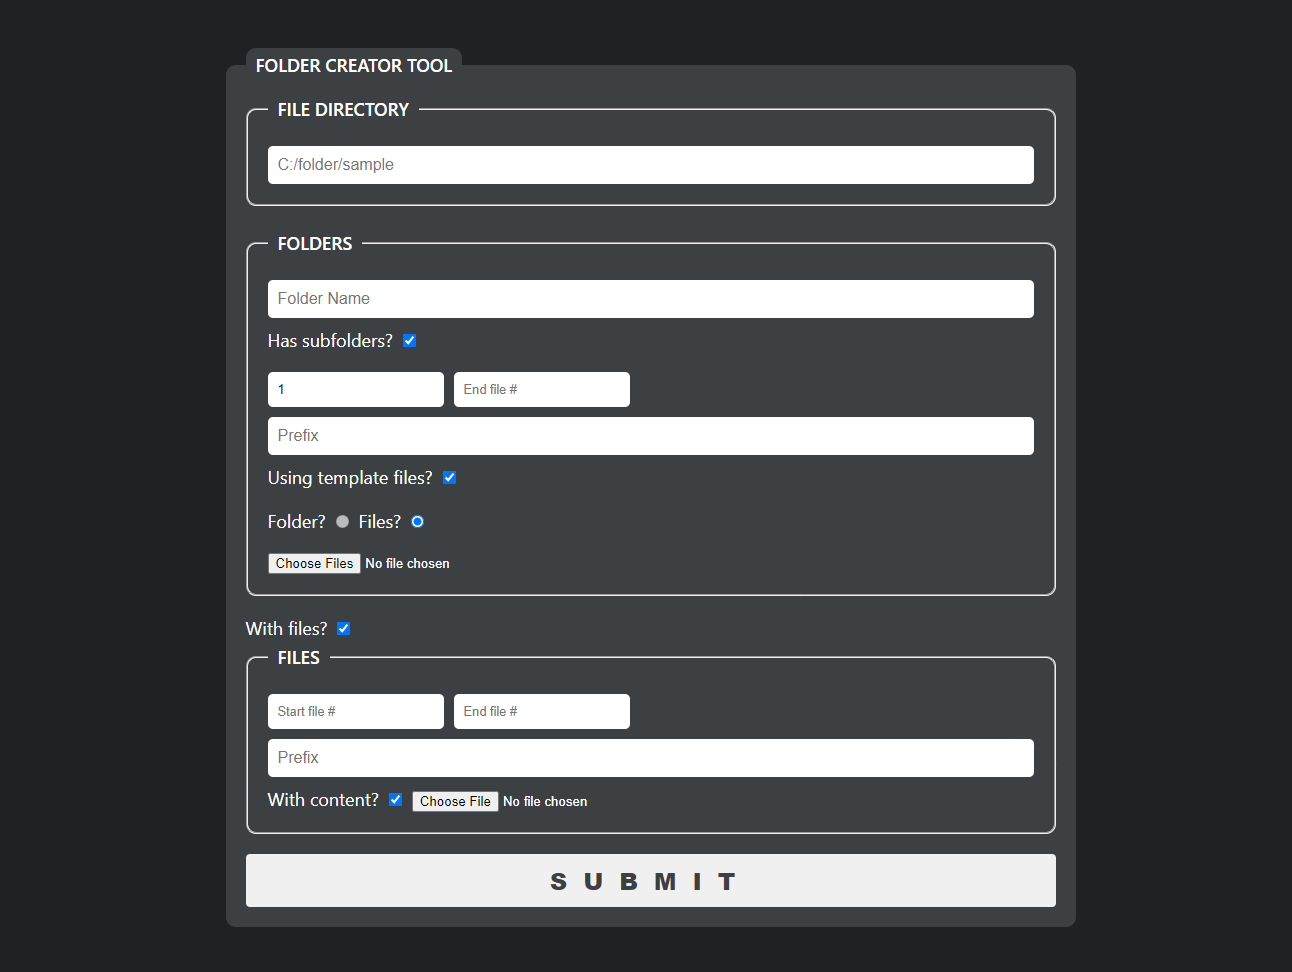 FOLDER CREATOR TOOL
FILE DIRECTORY
C:/folder/sample
FOLDERS
Folder Name
Has subfolders?
1 End file #
Prefix
Using template files?
Folder? Files?
Choose Files No file chosen
With files?
FILES
Start file # End file #
Prefix
With content? Choose File No file chosen
SUBMIT